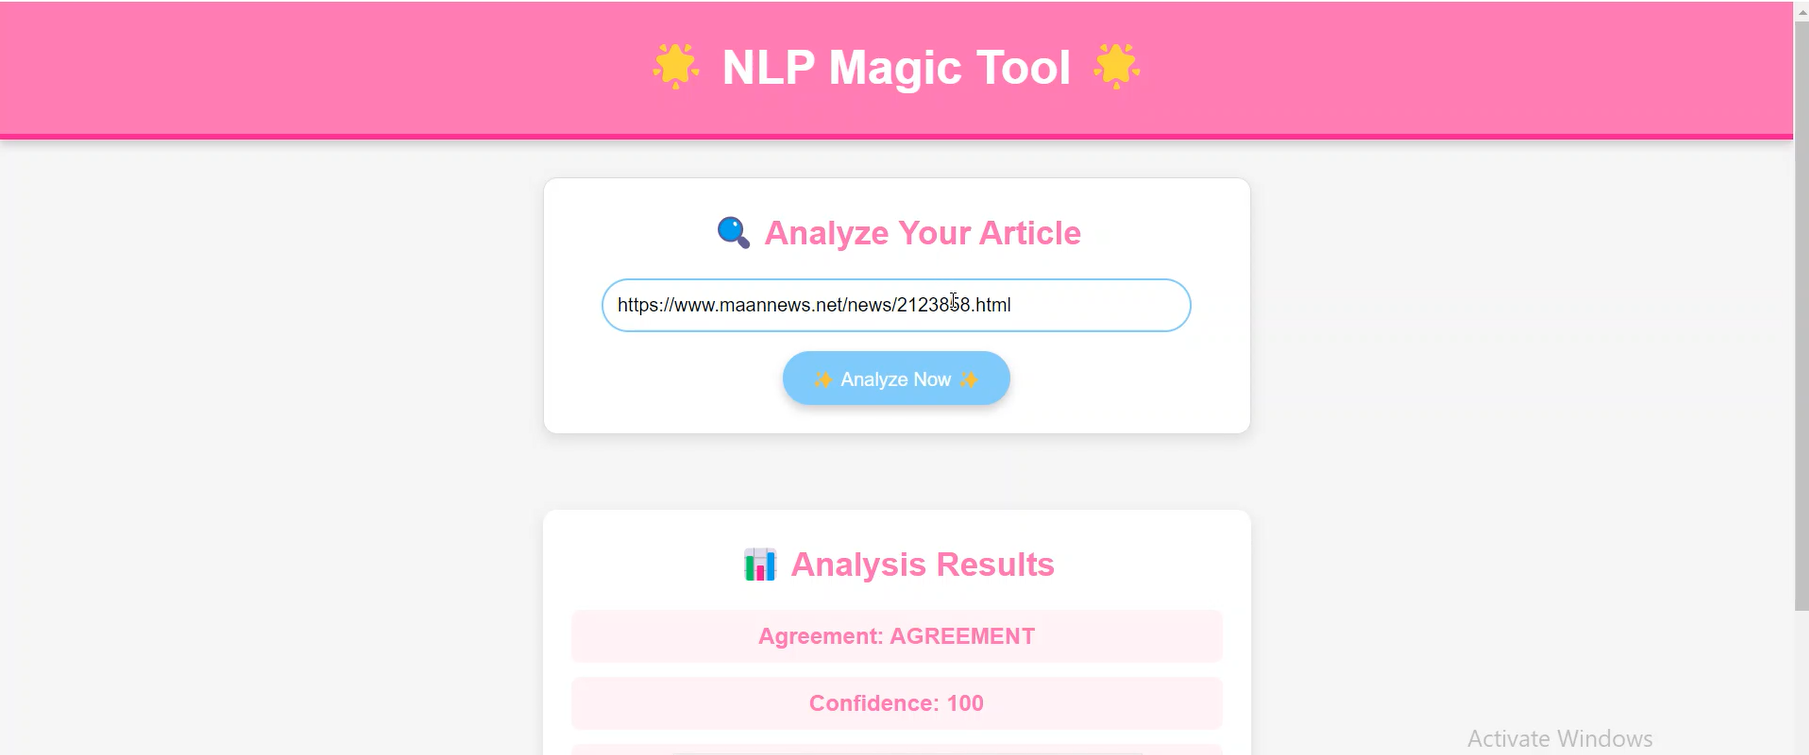 NLP Magic Tool
Analyze Your Article
https://www.maannews.net/news/2123858.html
Analyze Now
Analysis Results
Agreement: AGREEMENT
Confidence: 100
Activate Windows